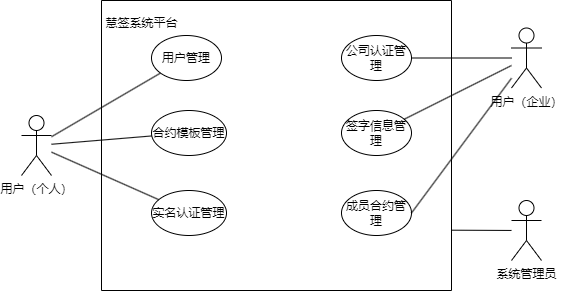 慧签系统平台
用户管理
公司认证管
理
用户（企业）
合约模板管理
签字信息管
理
用户（个人）
实名认证管理
成员合约管
理
系统管理员